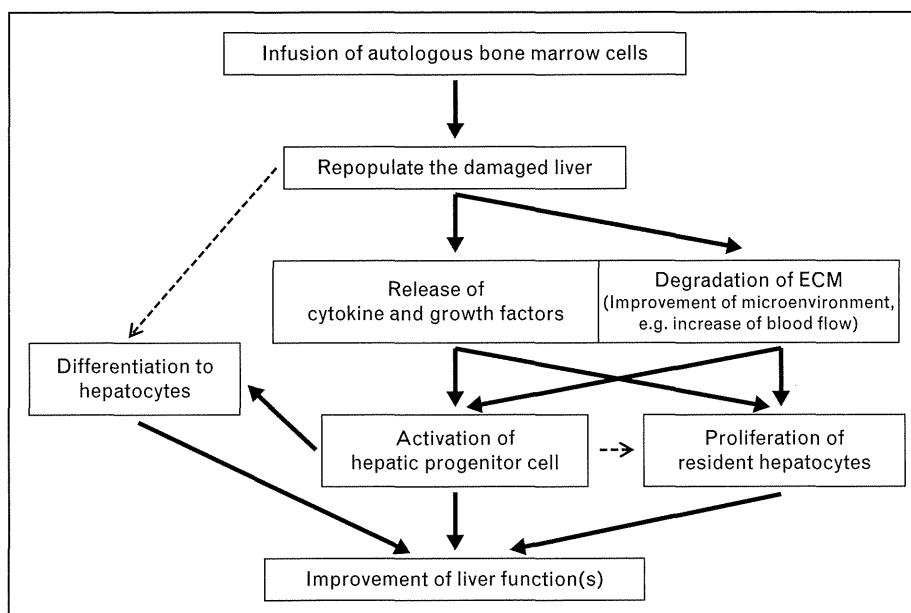 Infusion of autologous bone marrow cells
Repopulate the damaged liver
Release of
cytokine and growth factors
Degradation of ECM
(Improvement of microenvironment,
e.g. increase of blood flow)
Differentiation to
hepatocytes
Activation of
hepatic progenitor cell
Proliferation of
resident hepatocytes
Improvement of liver function(s)